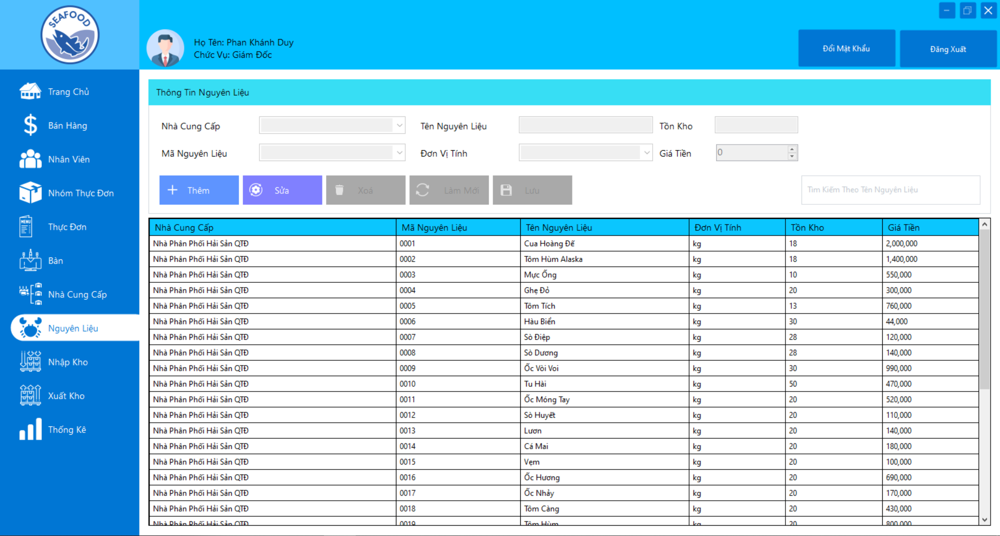 SEAFOOD
Họ Tên: Phan Khánh Duy
Chức Vụ: Giám Đốc
Đổi Mật Khẩu
Đăng Xuất
Trang Chủ
Bán Hàng
Nhân Viên
Nhóm Thực Đơn
MENU
Thực Đơn
Bàn
Nhà Cung Cấp
Nguyên Liệu
Nhập Kho
Xuất Kho
Thống Kê
Thông Tin Nguyên Liệu
Nhà Cung Cấp Tên Nguyên Liệu Tồn Kho
Mã Nguyên Liệu Đơn Vị Tính Giá Tiền 0
Thêm Sửa Xoá Làm Mới Lưu Tìm Kiếm Theo Tên Nguyên Liệu
Nhà Cung Cấp Mã Nguyên Liệu Tên Nguyên Liệu Đơn Vị Tính Tồn Kho Giá Tiền
Nhà Phân Phối Hải Sản QTĐ 0001 Cua Hoàng Đế kg 18 2,000,000
Nhà Phân Phối Hải Sản QTĐ 0002 Tôm Hùm Alaska kg 18 1,400,000
Nhà Phân Phối Hải Sản QTĐ 0003 Mực Ống kg 10 550,000
Nhà Phân Phối Hải Sản QTĐ 0004 Ghẹ Đỏ kg 20 300,000
Nhà Phân Phối Hải Sản QTĐ 0005 Tôm Tích kg 13 760,000
Nhà Phân Phối Hải Sản QTĐ 0006 Hàu Biển kg 30 44,000
Nhà Phân Phối Hải Sản QTĐ 0007 Sò Điệp kg 28 120,000
Nhà Phân Phối Hải Sản QTĐ 0008 Sò Dương kg 28 140,000
Nhà Phân Phối Hải Sản QTĐ 0009 Ốc Vòi Voi kg 30 990,000
Nhà Phân Phối Hải Sản QTĐ 0010 Tu Hài kg 50 470,000
Nhà Phân Phối Hải Sản QTĐ 0011 Ốc Móng Tay kg 20 520,000
Nhà Phân Phối Hải Sản QTĐ 0012 Sò Huyết kg 20 110,000
Nhà Phân Phối Hải Sản QTĐ 0013 Lươn kg 20 140,000
Nhà Phân Phối Hải Sản QTĐ 0014 Cá Mai kg 20 180,000
Nhà Phân Phối Hải Sản QTĐ 0015 Vẹm kg 20 100,000
Nhà Phân Phối Hải Sản QTĐ 0016 Ốc Hương kg 20 690,000
Nhà Phân Phối Hải Sản QTĐ 0017 Ốc Nhảy kg 20 170,000
Nhà Phân Phối Hải Sản QTĐ 0018 Tôm Càng kg 20 430,000
Nhà Phân Phối Hải Sản QTĐ 0019 Tôm Hùm kg 20 800,000